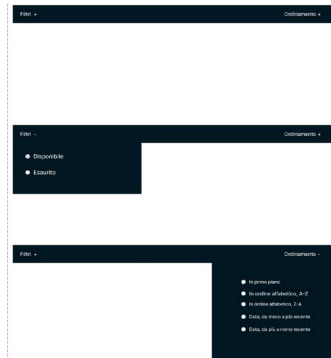 Filtri + Ordinamento +
Filtri - Ordinamento +
Disponibile
Esaurito
Filtri + Ordinamento -
In primo piano
In ordine alfabetico, A-Z
In ordine alfabetico, Z-A
Data, da meno a più recente
Data, da più a meno recente